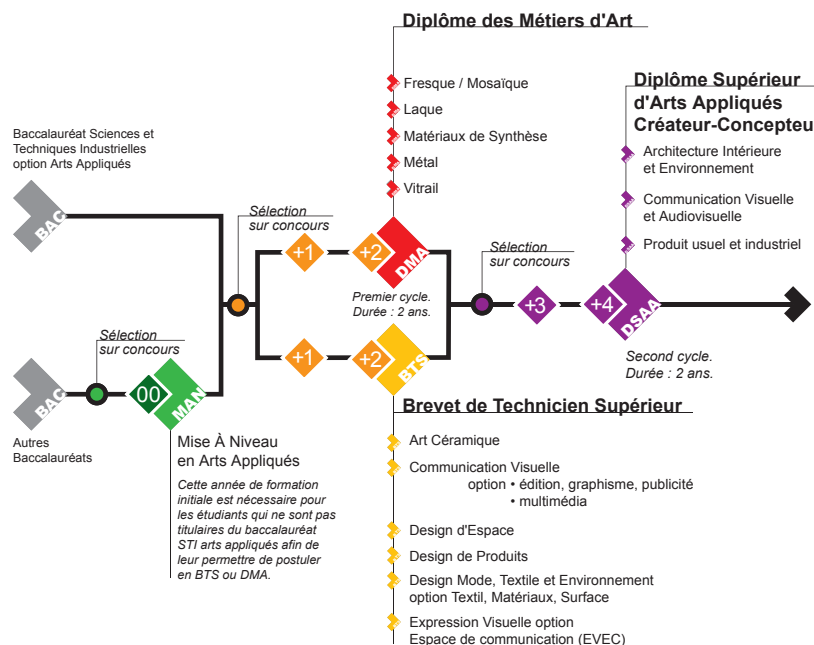 Diplôme des Métiers d'Art
Fresque / Mosaïque
Laque
Matériaux de Synthèse
Métal
Vitrail
Diplôme Supérieur
d'Arts Appliqués
Créateur-Concepteu
Architecture Intérieure
et Environnement
Communication Visuelle
et Audiovisuelle
Produit usuel et industriel
Baccalauréat Sciences et
Techniques Industrielles
option Arts Appliqués
BAC
Sélection
sur concours
+1
+2
DMA
Premier cycle.
Durée : 2 ans.
Sélection
sur concours
+3
+4
DSAA
Second cycle.
Durée : 2 ans.
Sélection
sur concours
BAC
00
MAN
+1
+2
BTS
Autres
Baccalauréats
Mise À Niveau
en Arts Appliqués
Cette année de formation
initiale est nécessaire pour
les étudiants qui ne sont pas
titulaires du baccalauréat
STI arts appliqués afin de
leur permettre de postuler
en BTS ou DMA.
Brevet de Technicien Supérieur
Art Céramique
Communication Visuelle
option • édition, graphisme, publicité
• multimédia
Design d'Espace
Design de Produits
Design Mode, Textile et Environnement
option Textil, Matériaux, Surface
Expression Visuelle option
Espace de communication (EVEC)